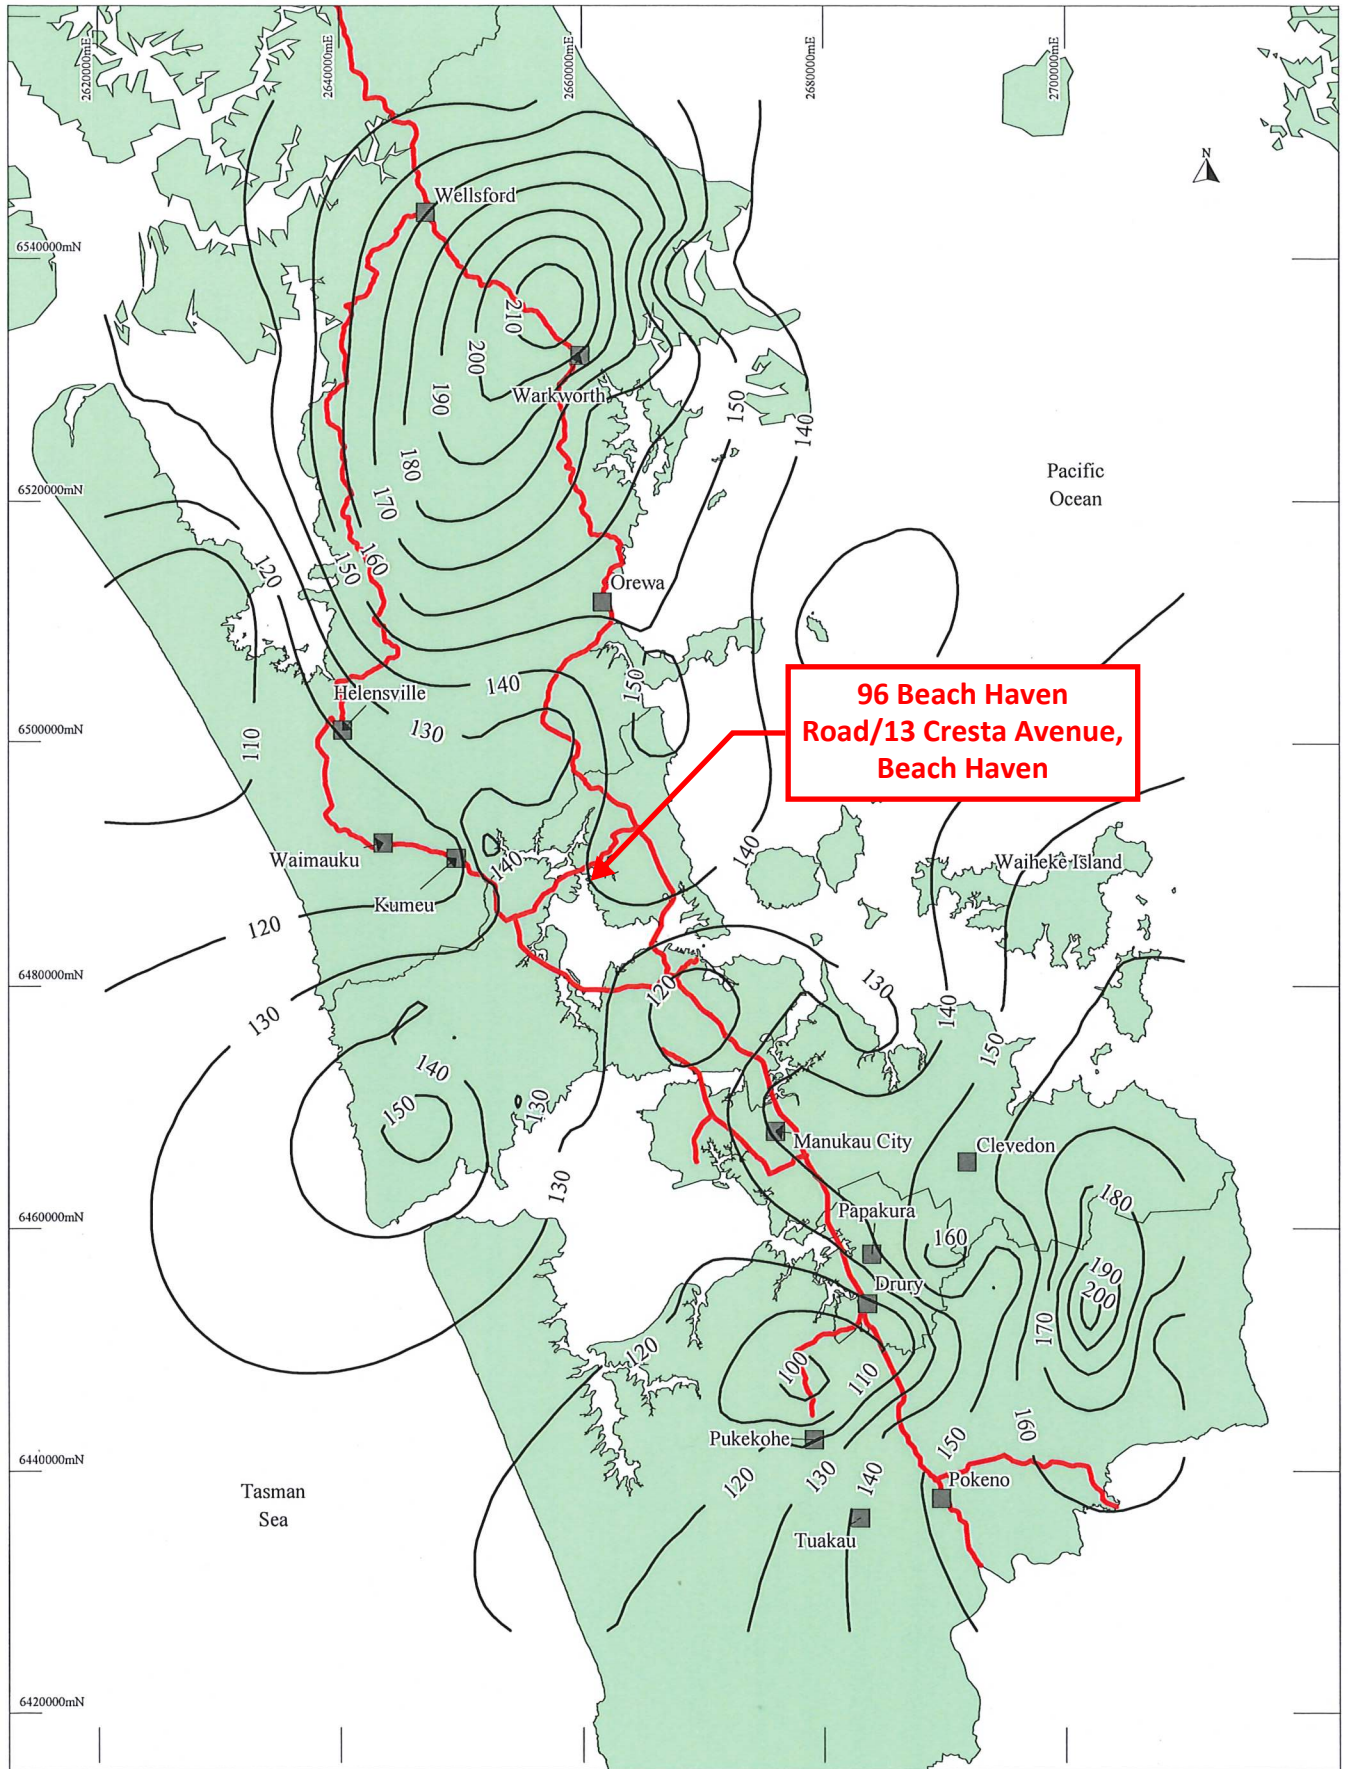 2620000mE
2640000mE
2660000mE
2680000mE
2700000mE
N
Wellsford
6540000mN
210
200
Warkworth
190
150
140
180
Pacific
Ocean
6520000mN
170
120
150
160
Orewa
Helensville
140
150
130
110
6500000mN
96 Beach Haven
Road/13 Cresta Avenue,
Beach Haven
Waimauku
140
140
Waiheke Island
Kumeu
120
6480000mN
120
130
130
140
150
140
150
130
Manukau City
Clevedon
130
180
Papakura
6460000mN
160
190
200
Drury
170
120
100
110
160
150
Pukekohe
6440000mN
120
130
140
Pokeno
Tasman
Sea
Tuakau
6420000mN